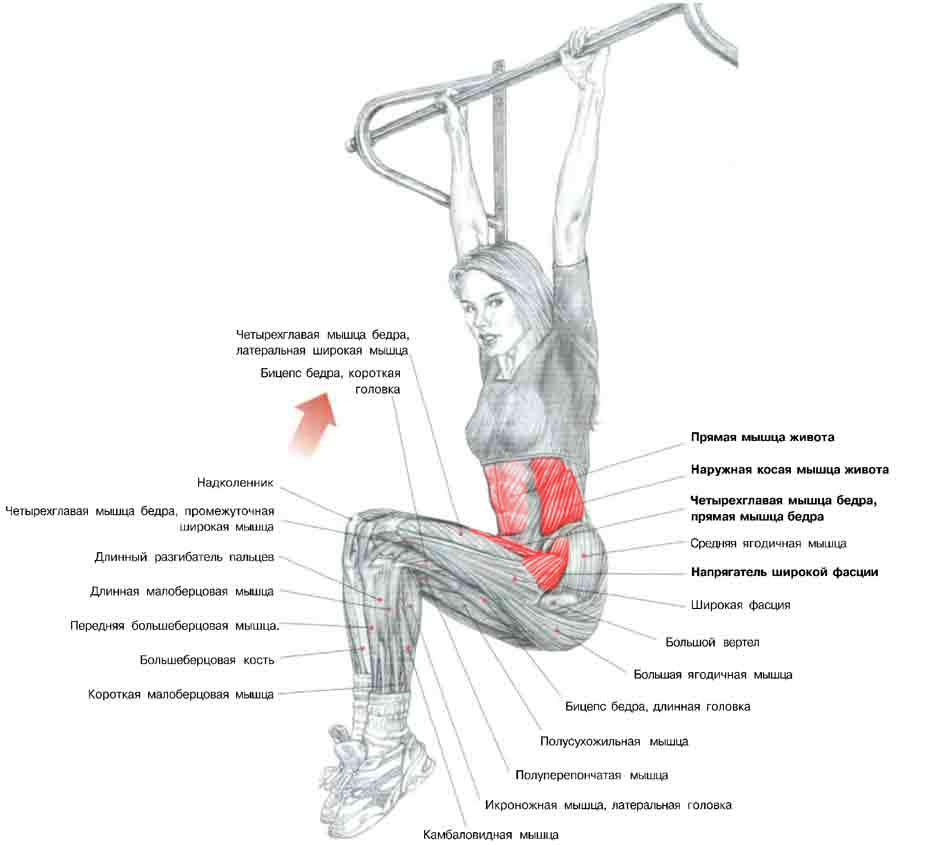 Четырехглавая мышца бедра,
латеральная широкая мышца
Бицепс бедра, короткая
головка
Надколенник
Четырехглавая мышца бедра, промежуточная
широкая мышца
Длинный разгибатель пальцев
Длинная малоберцовая мышца
Передняя большеберцовая мышца.
Большеберцовая кость
Короткая малоберцовая мышца
Прямая мышца живота
Наружная косая мышца живота
Четырехглавая мышца бедра,
прямая мышца бедра
Средняя ягодичная мышца
Напрягатель широкой фасции
Широкая фасция
Большой вертел
Большая ягодичная мышца
Бицепс бедра, длинная головка
Полусухожильная мышца
Полуперепончатая мышца
Икроножная мышца, латеральная головка
Камбаловидная мышца